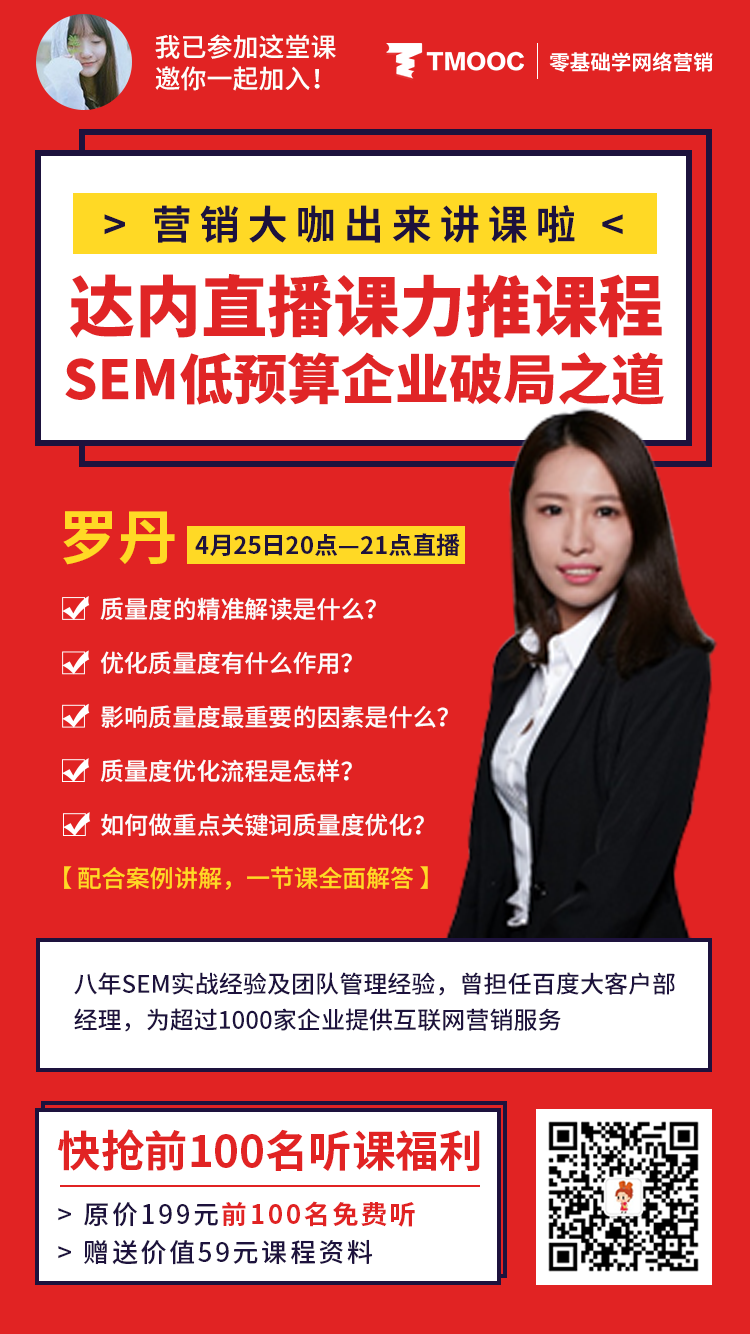 我已参加这堂课
邀你一起加入！
TMOOC 零基础学网络营销
> 营销大咖出来讲课啦 <
达内直播课力推课程
SEM低预算企业破局之道
罗丹 4月25日20点—21点直播
质量度的精准解读是什么？
优化质量度有什么作用？
影响质量度最重要的因素是什么？
质量度优化流程是怎样？
如何做重点关键词质量度优化？
【配合案例讲解，一节课全面解答】
八年SEM实战经验及团队管理经验，曾担任百度大客户部
经理，为超过1000家企业提供互联网营销服务
快抢前100名听课福利
> 原价199元前100名免费听
> 赠送价值59元课程资料